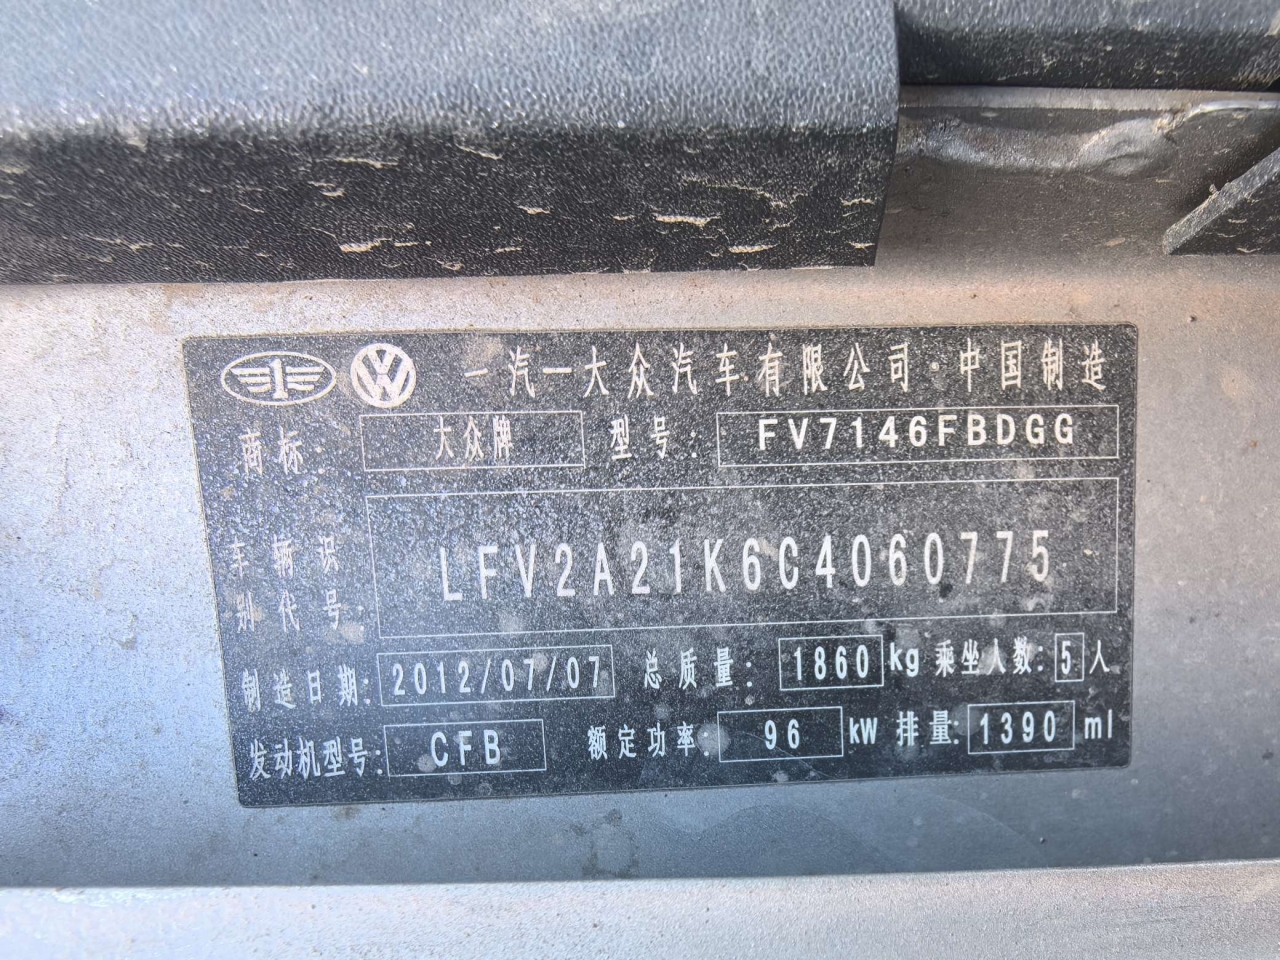 一汽一大众汽车有限公司·中国制造
商标: 大众牌 型号: FV7146FBDGG
车辆识别代号: LFV2A21K6C4060775
制造日期: 2012/07/07 总质量: 1860 kg 乘坐人数: 5 人
发动机型号: CFB 额定功率: 96 kW 排量: 1390 ml